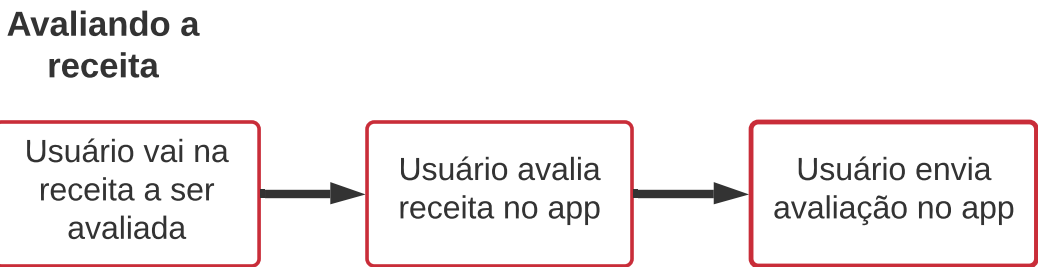 Avaliando a
receita
Usuário vai na
receita a ser
avaliada
Usuário avalia
receita no app
Usuário envia
avaliação no app